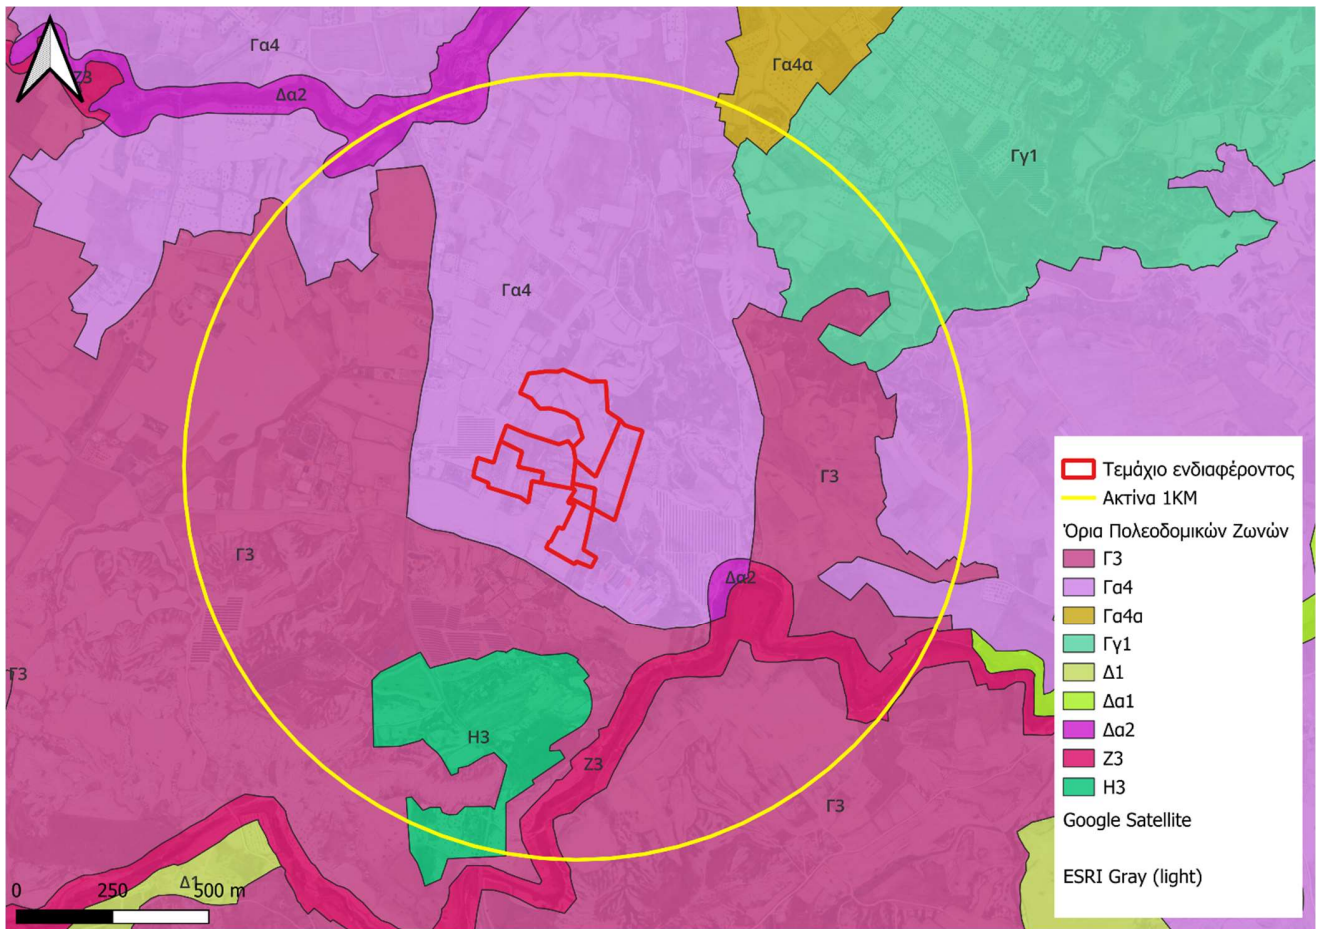 Γα4
Ζ3
Γα4α
Δα2
Γγ1
Γα4
Γ3
Γ3
Δα2
Γ3
Η3
Ζ3
Γ3
Δ1
0 250 500 m
Τεμάχιο ενδιαφέροντος
Ακτίνα 1KM
Όρια Πολεοδομικών Ζωνών
Γ3
Γα4
Γα4α
Γγ1
Δ1
Δα1
Δα2
Ζ3
Η3
Google Satellite
ESRI Gray (light)